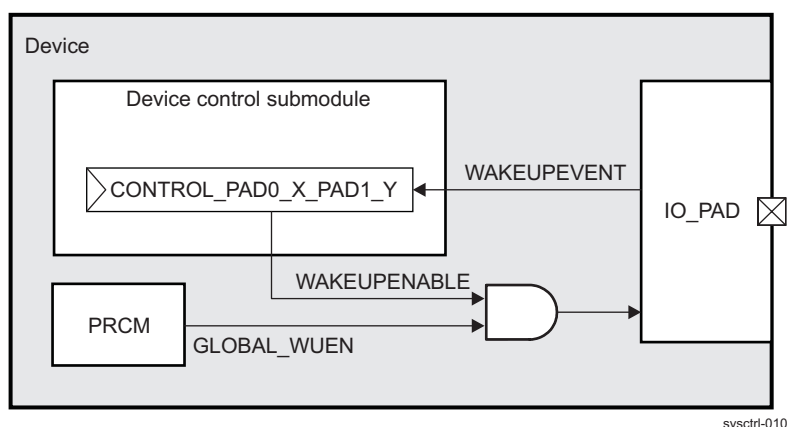 Device
Device control submodule
CONTROL_PAD0_X_PAD1_Y
WAKEUPEVENT
IO_PAD
WAKEUPENABLE
PRCM
GLOBAL_WUEN
sysctrl-010